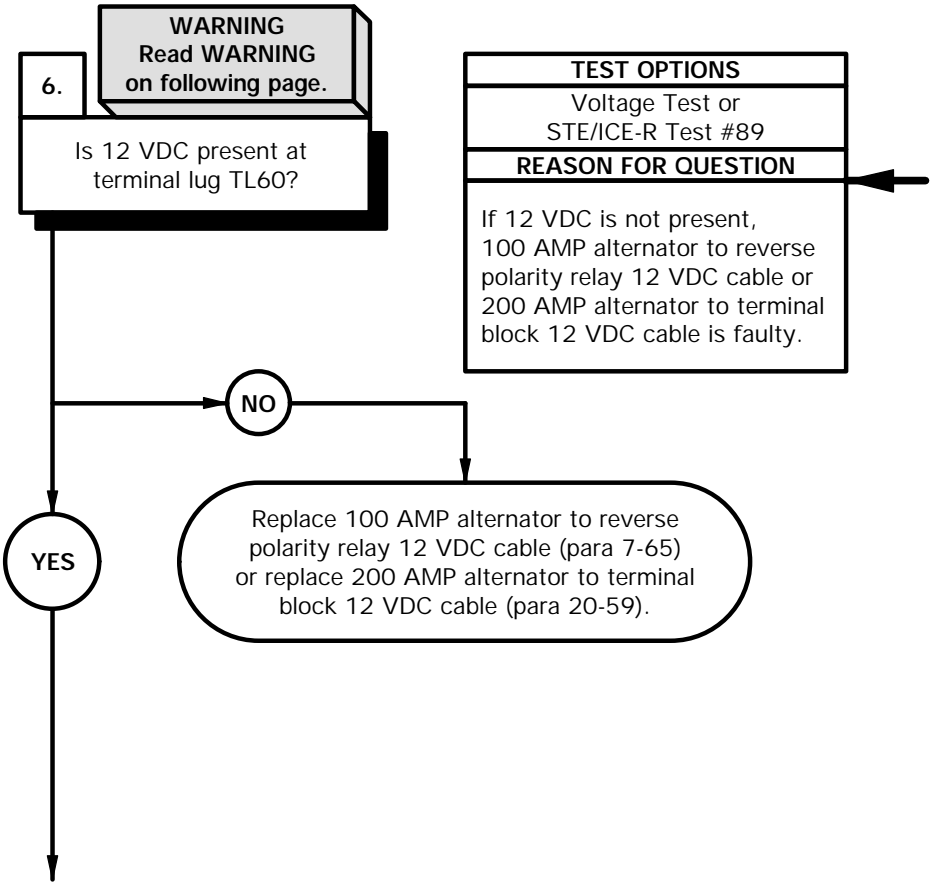 WARNING
Read WARNING
on following page.
6.
Is 12 VDC present at
terminal lug TL60?
TEST OPTIONS
Voltage Test or
STE/ICE-R Test #89
REASON FOR QUESTION
If 12 VDC is not present,
100 AMP alternator to reverse
polarity relay 12 VDC cable or
200 AMP alternator to terminal
block 12 VDC cable is faulty.
NO
YES
Replace 100 AMP alternator to reverse
polarity relay 12 VDC cable (para 7-65)
or replace 200 AMP alternator to terminal
block 12 VDC cable (para 20-59).